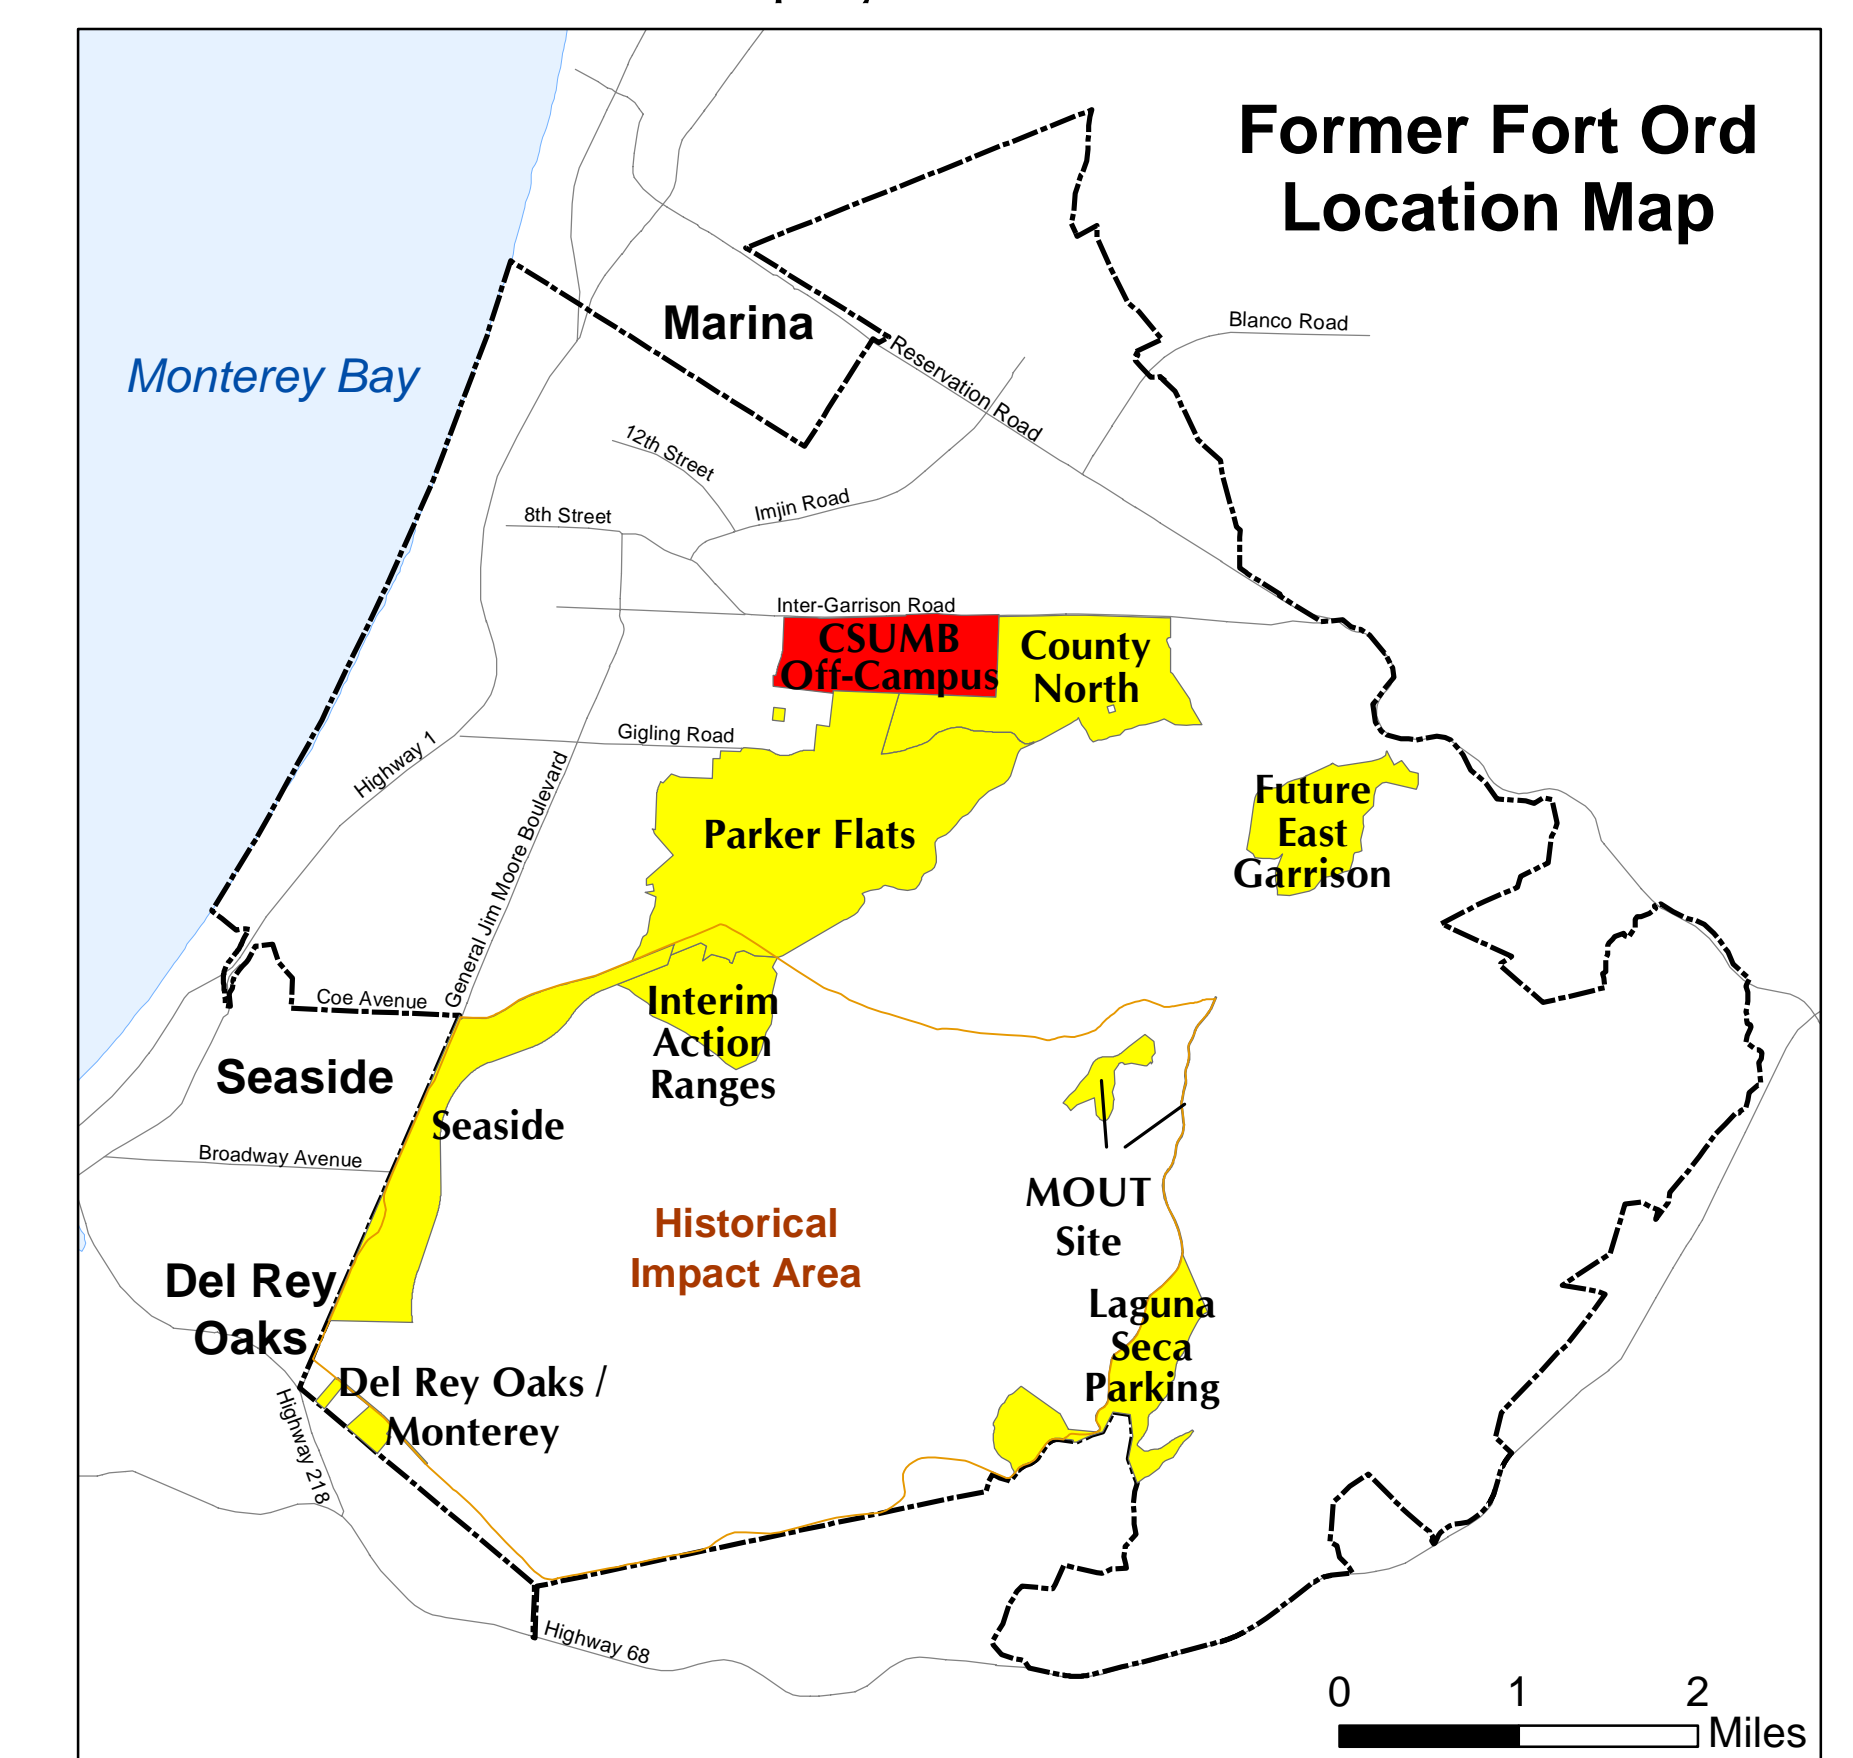 Former Fort Ord
Location Map
Marina
Blanco Road
Monterey Bay
Reservation Road
12th Street
Imjin Road
8th Street
Inter-Garrison Road
CSUMB
Off-Campus
County
North
Gigling Road
Highway 1
General Jim Moore Boulevard
Parker Flats
Future
East
Garrison
Coe Avenue
Interim
Action
Ranges
Seaside
Seaside
Broadway Avenue
MOUT
Site
Historical
Impact Area
Del Rey
Oaks
Laguna
Seca
Parking
Del Rey Oaks /
Monterey
Highway 218
Highway 68
0 1 2
Miles